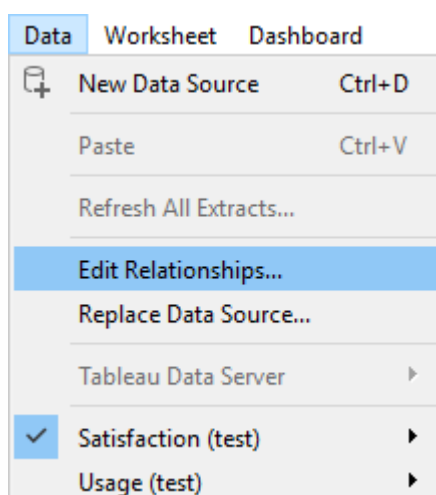 Data Worksheet Dashboard
New Data Source Ctrl+D
Paste Ctrl+V
Refresh All Extracts...
Edit Relationships...
Replace Data Source...
Tableau Data Server
Satisfaction (test)
Usage (test)